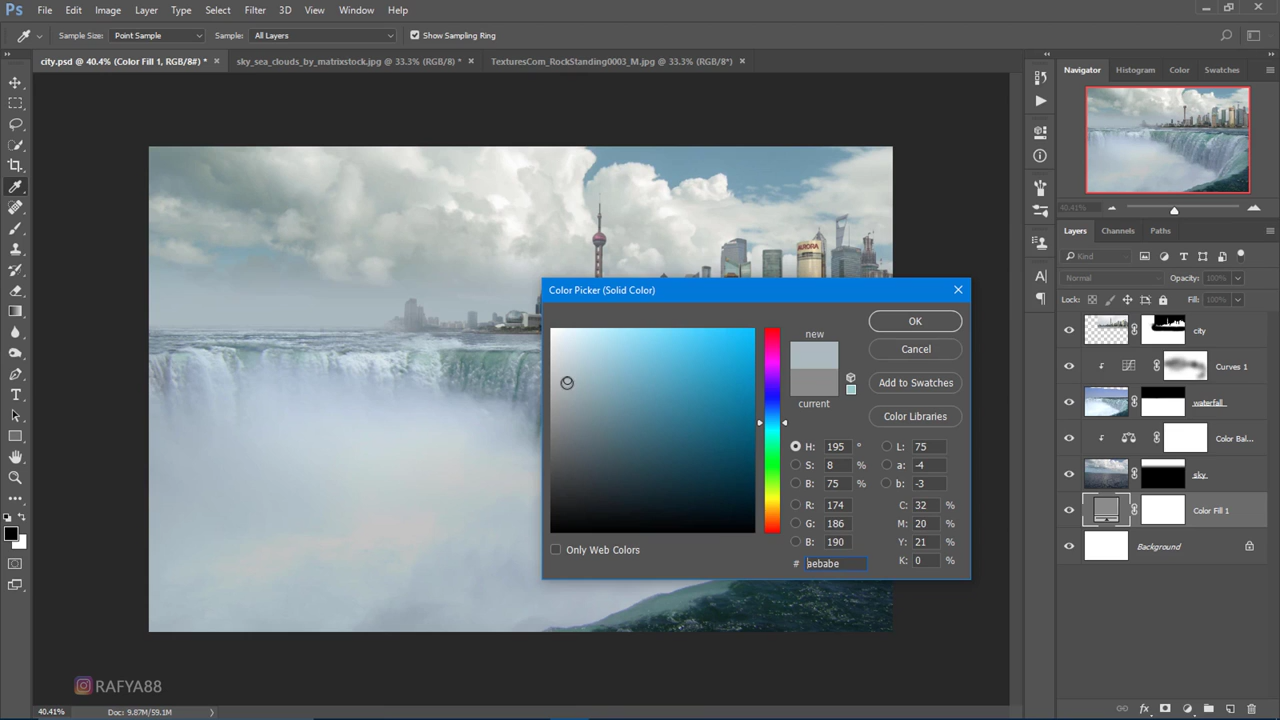 Ps File Edit Image Layer Type Select Filter 3D View Window Help
Sample Size: Point Sample Sample: All Layers Show Sampling Ring
city.psd @ 40.4% (Color Fill 1, RGB/8#) * × sky_sea_clouds_by_matrixstock.jpg @ 33.3% (RGB/8) * × TexturesCom_RockStanding0003_M.jpg @ 33.3% (RGB/8*) ×
Navigator Histogram Color Swatches
40.41%
Layers Channels Paths
Kind
Normal Opacity: 100%
Lock: Fill: 100%
city
Curves 1
waterfall
Color Bal...
sky
Color Fill 1
Background
AURORA
Color Picker (Solid Color)
new
current
OK
Cancel
Add to Swatches
Color Libraries
H: 195 ° L: 75
S: 8 % a: -4
B: 75 % b: -3
R: 174 C: 32 %
G: 186 M: 20 %
B: 190 Y: 21 %
# aebabe K: 0 %
Only Web Colors
RAFYA88
40.41% Doc: 9.87M/59.1M